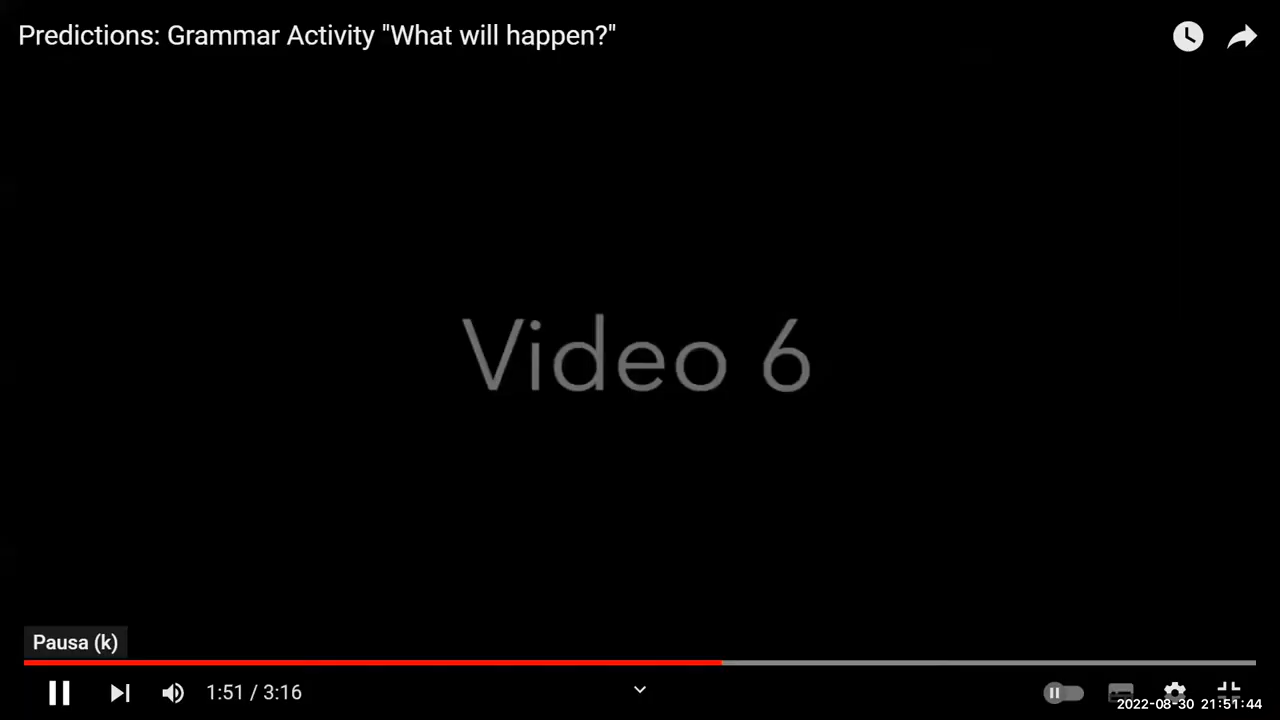 Predictions: Grammar Activity "What will happen?"
Video 6
Pausa (k)
1:51 / 3:16
2022-08-30 21:51:44